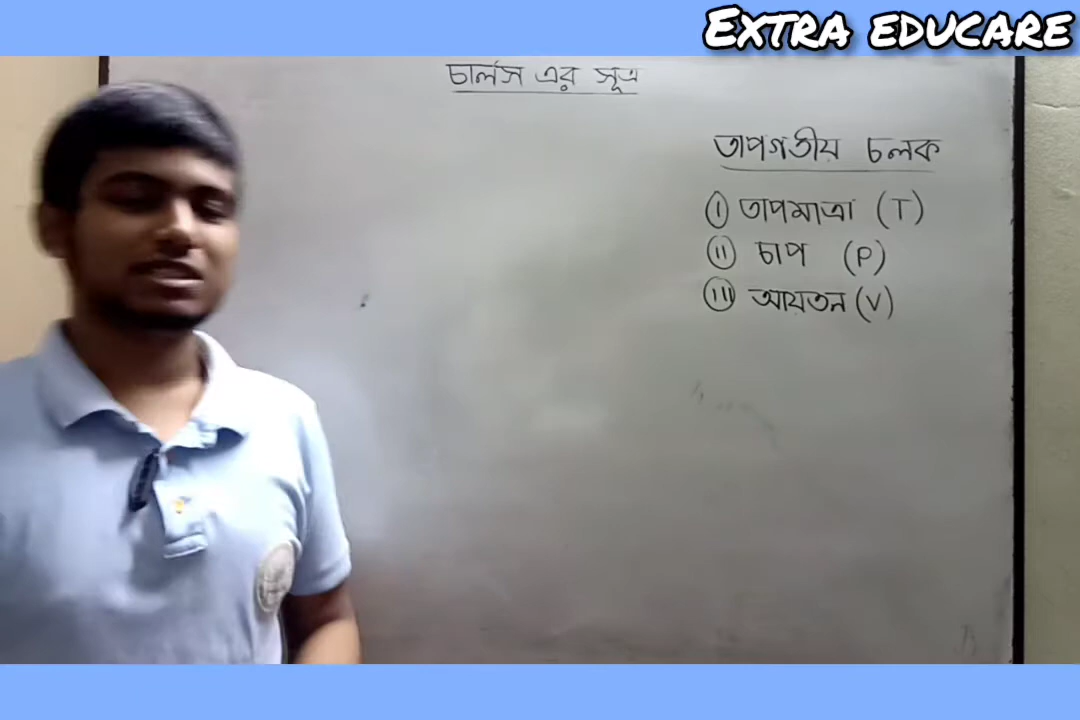 EXTRA EDUCARE
চার্লস এর সূত্র
তাপগতীয় চলক
(i) তাপমাত্রা (T)
(ii) চাপ (P)
(iii) আয়তন (V)